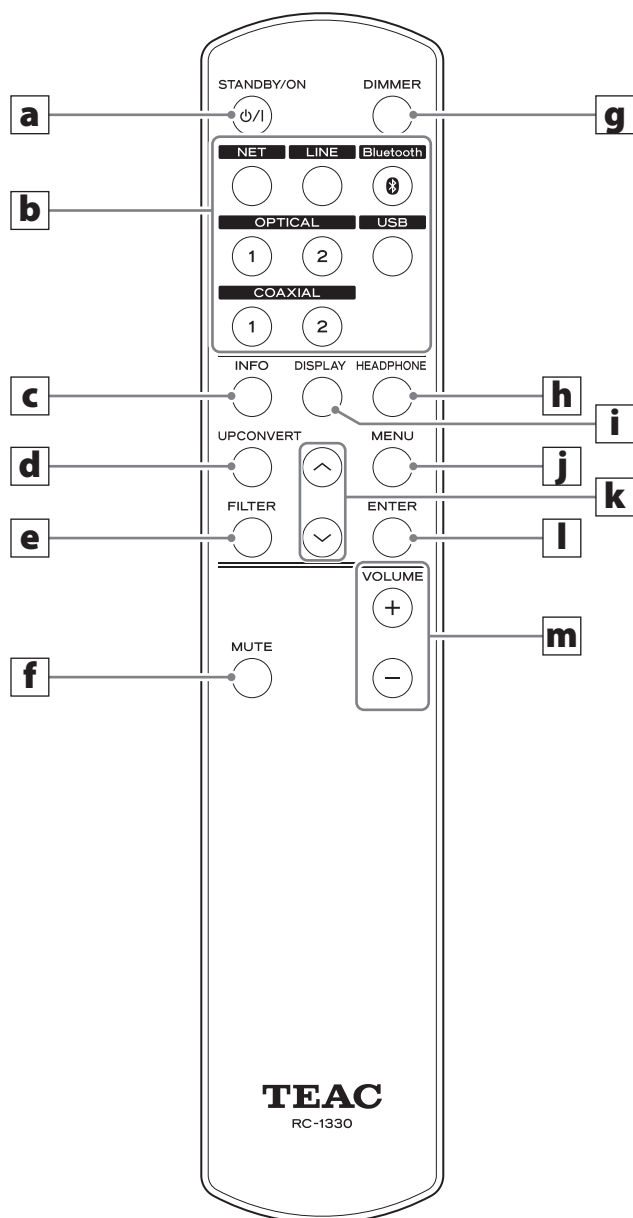 STANDBY/ON DIMMER
a ⏻/I g
NET LINE Bluetooth
b
OPTICAL USB
1 2
COAXIAL
1 2
INFO DISPLAY HEADPHONE
c h
i
UPCONVERT MENU
d j
k
FILTER ENTER
e l
VOLUME
+
m
MUTE
f −
TEAC
RC-1330